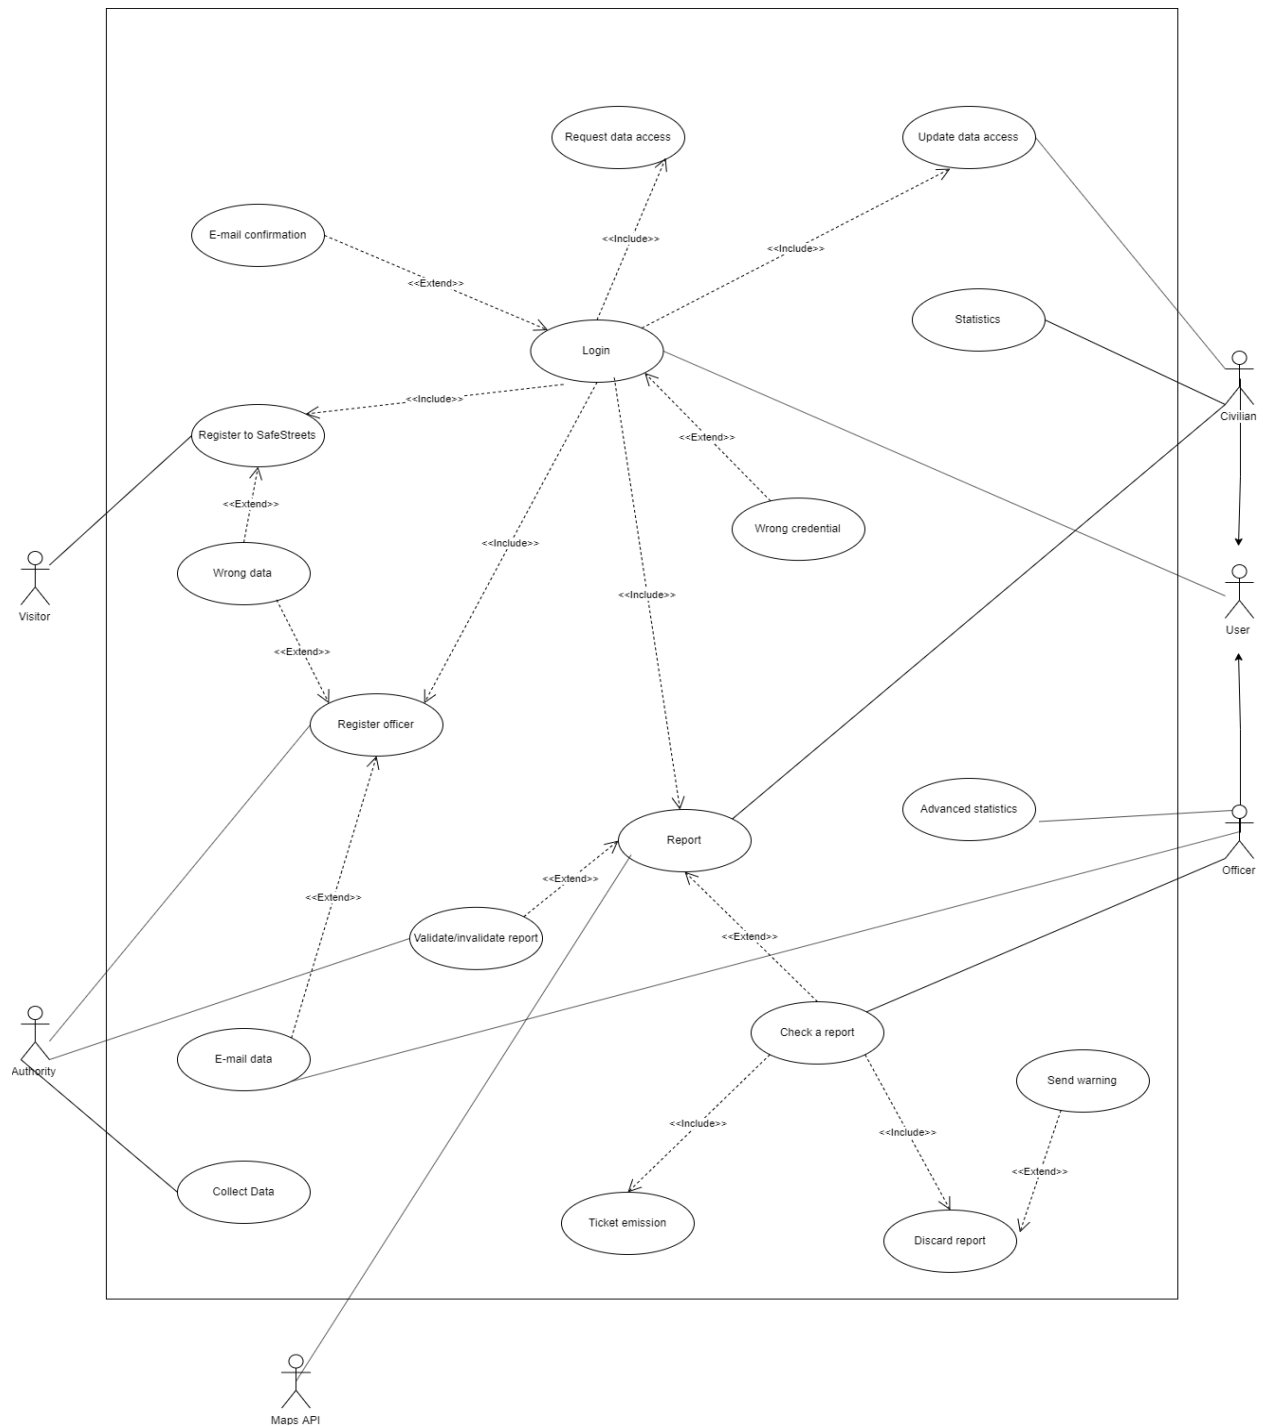 Request data access
Update data access
E-mail confirmation
<<Include>>
<<Include>>
<<Extend>>
Statistics
Login
<<Include>>
Civilian
Register to SafeStreets
<<Extend>>
<<Extend>>
Wrong credential
<<Include>>
Wrong data
<<Include>>
Visitor
User
<<Extend>>
Register officer
Advanced statistics
Report
Officer
<<Extend>>
<<Extend>>
Validate/invalidate report
<<Extend>>
Check a report
E-mail data
Authority
Send warning
<<Include>>
<<Include>>
<<Extend>>
Collect Data
Ticket emission
Discard report
Maps API